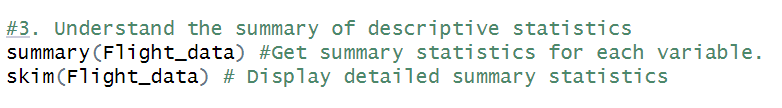 #3. Understand the summary of descriptive statistics
summary(Flight_data) #Get summary statistics for each variable.
skim(Flight_data) # Display detailed summary statistics